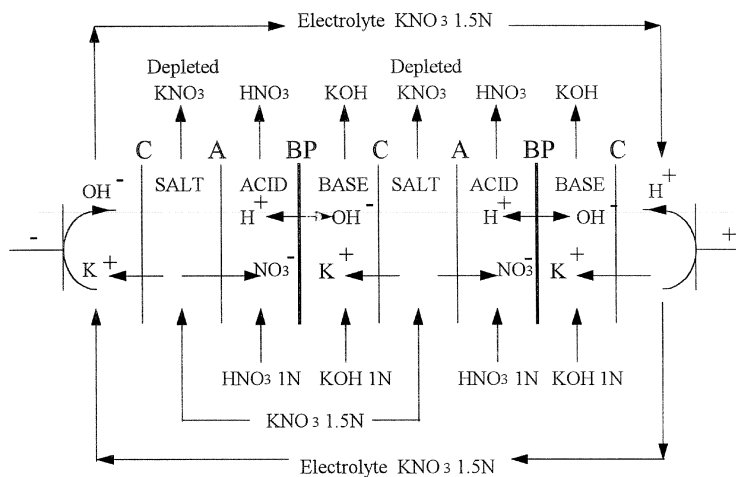 Electrolyte KNO3 1.5N
Depleted Depleted
KNO3 HNO3 KOH KNO3 HNO3 KOH
C A BP C A BP C
OH- SALT ACID BASE SALT ACID BASE H+
H+ OH- H+ OH-
- +
K+ NO3- K+ NO3- K+
HNO3 1N KOH 1N HNO3 1N KOH 1N
KNO3 1.5N
Electrolyte KNO3 1.5N